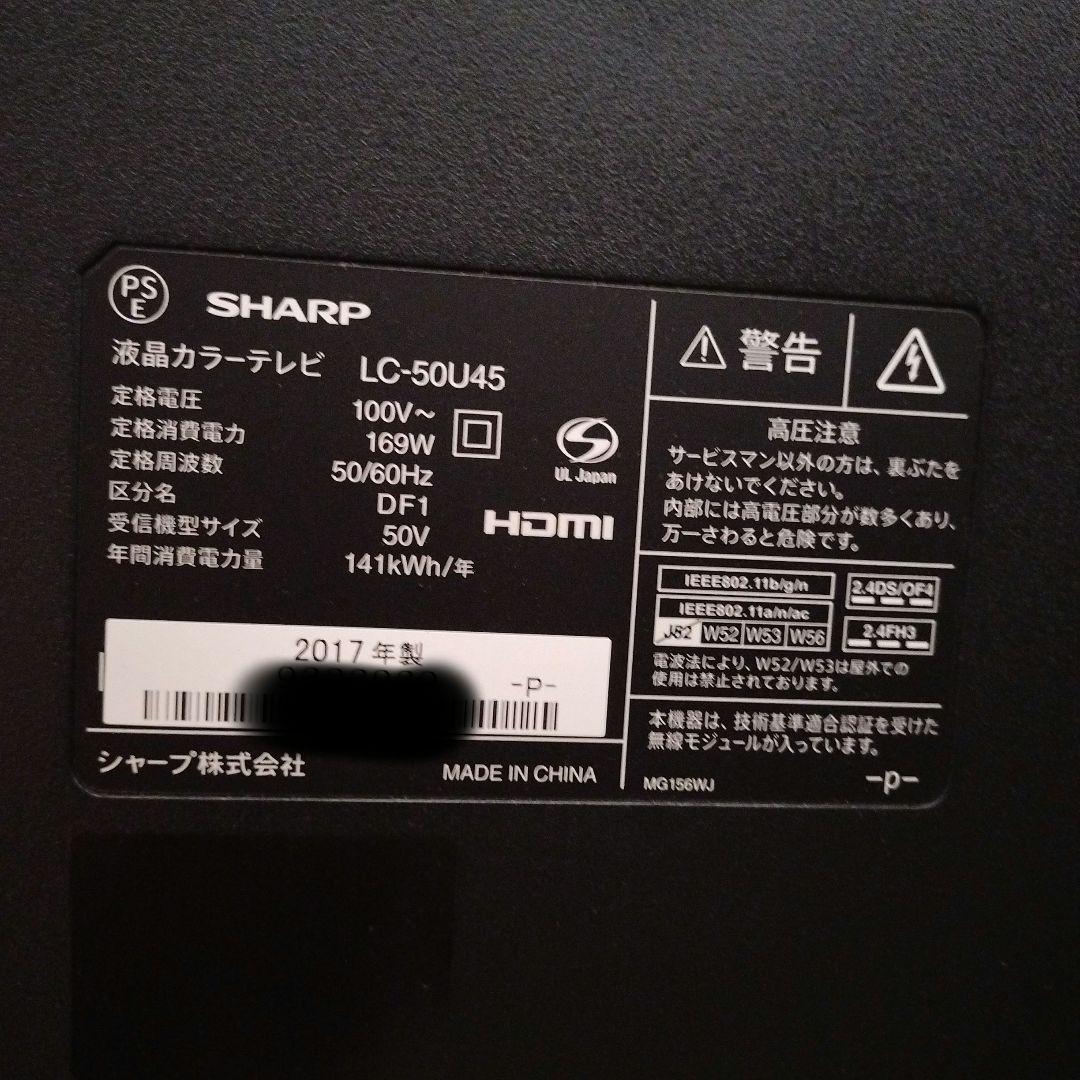 PS
E
SHARP
液晶カラーテレビ LC-50U45
定格電圧 100V～
定格消費電力 169W
定格周波数 50/60Hz
区分名 DF1
受信機型サイズ 50V
年間消費電力量 141kWh/年
UL Japan
HDMI
2017年製
-P-
シャープ株式会社
MADE IN CHINA
警告
高圧注意
サービスマン以外の方は、裏ぶたを
あけないでください。
内部には高電圧部分が数多くあり、
万一さわると危険です。
IEEE802.11b/g/n
IEEE802.11a/n/ac
J52 W52 W53 W56
2.4DS/OF4
2.4FH3
電波法により、W52/W53は屋外での
使用は禁止されております。
本機器は、技術基準適合認証を受けた
無線モジュールが入っています。
MG156WJ
-p-